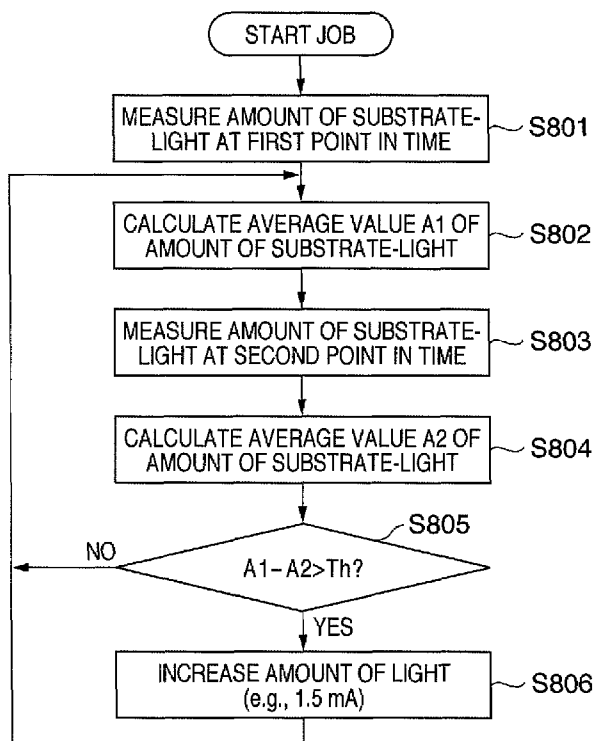 START JOB
MEASURE AMOUNT OF SUBSTRATE-
LIGHT AT FIRST POINT IN TIME
S801
CALCULATE AVERAGE VALUE A1 OF
AMOUNT OF SUBSTRATE-LIGHT
S802
MEASURE AMOUNT OF SUBSTRATE-
LIGHT AT SECOND POINT IN TIME
S803
CALCULATE AVERAGE VALUE A2 OF
AMOUNT OF SUBSTRATE-LIGHT
S804
S805
NO
A1-A2>Th?
YES
INCREASE AMOUNT OF LIGHT
(e.g., 1.5 mA)
S806